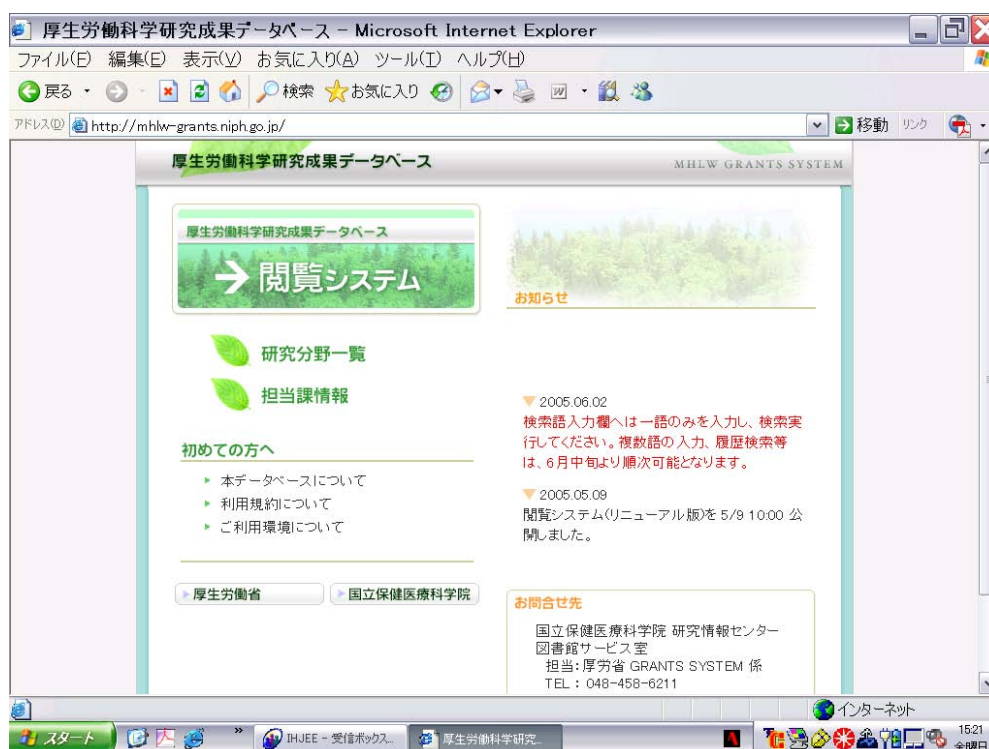 厚生労働科学研究成果データベース - Microsoft Internet Explorer
ファイル(F) 編集(E) 表示(V) お気に入り(A) ツール(T) ヘルプ(H)
戻る 検索 お気に入り
アドレス(D) http://mhlw-grants.niph.go.jp/ 移動 リンク
厚生労働科学研究成果データベース MHLW GRANTS SYSTEM
厚生労働科学研究成果データベース
閲覧システム
お知らせ
研究分野一覧
担当課情報
初めての方へ
本データベースについて
利用規約について
ご利用環境について
厚生労働省 国立保健医療科学院
2005.06.02
検索語入力欄へは一語のみを入力し、検索実
行してください。複数語の入力、履歴検索等
は、6月中旬より順次可能となります。
2005.05.09
閲覧システム(リニューアル版)を 5/9 10:00 公
開しました。
お問合せ先
国立保健医療科学院 研究情報センター
図書館サービス室
担当:厚労省 GRANTS SYSTEM 係
TEL : 048-458-6211
インターネット
スタート IHJEE - 受信ボックス... 厚生労働科学研究... 15:21
金曜日